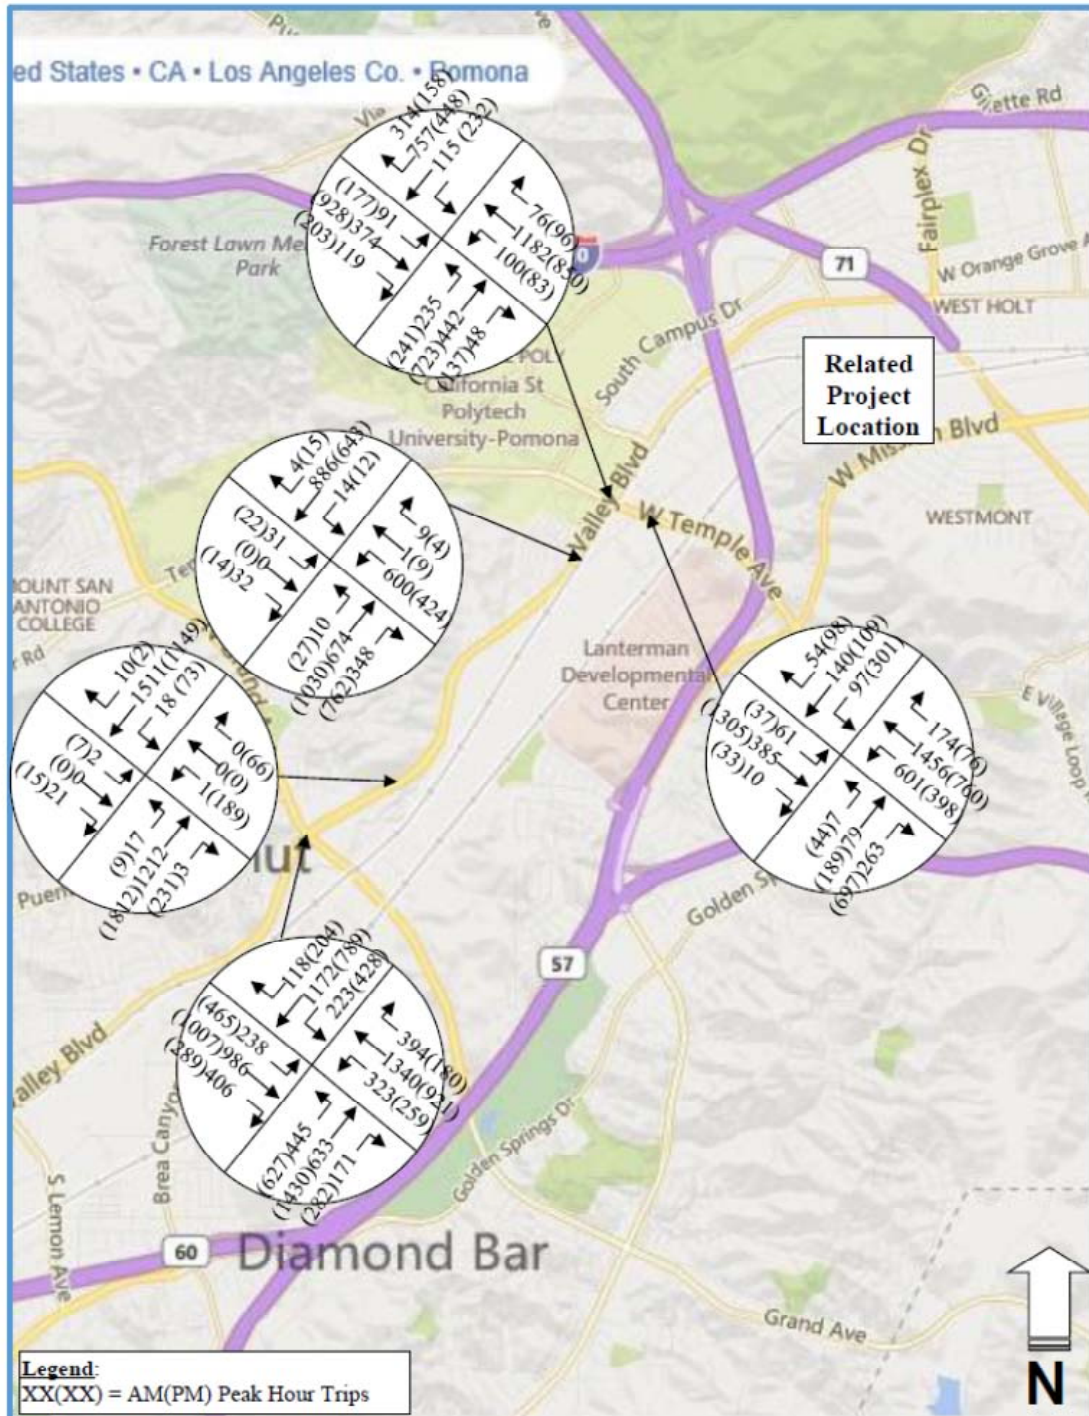 ed States • CA • Los Angeles Co. • Pomona
Via
Gillette Rd
Fairplex Dr
314(158)
757(448)
115 (232)
(177)91
(928)374
(203)119
76(96)
1182(850)
100(83)
(241)235
(723)442
(137)48
Forest Lawn Mem
Park
71
W Orange Grove A
WEST HOLT
South Campus Dr
POLY
California St
Polytech
University-Pomona
Related
Project
Location
W Mission Blvd
Valley Blvd
W Temple Ave
WESTMONT
4(15)
886(643)
14(12)
(22)31
(0)0
(14)32
9(4)
1(9)
600(424)
(27)10
(1030)674
(762)348
MOUNT SAN
ANTONIO
COLLEGE
Lanterman
Developmental
Center
E Village Loop
54(98)
140(109)
97(301)
(37)61
(1305)385
(33)10
174(76)
1456(760)
601(398)
(44)7
(189)79
(697)263
10(2)
1511(1149)
18 (73)
(7)2
(0)0
(15)21
0(66)
0(0)
1(189)
(9)17
(1812)1212
(231)3
nut
Puen
Golden Sp
57
118(204)
1172(789)
223(428)
(465)238
(1007)986
(289)406
394(180)
1340(921)
323(259)
(627)445
(1430)633
(282)171
Valley Blvd
Brea Canyon
S Lemon Ave
Golden Springs Dr
60
Diamond Bar
Grand Ave
N
Legend:
XX(XX) = AM(PM) Peak Hour Trips